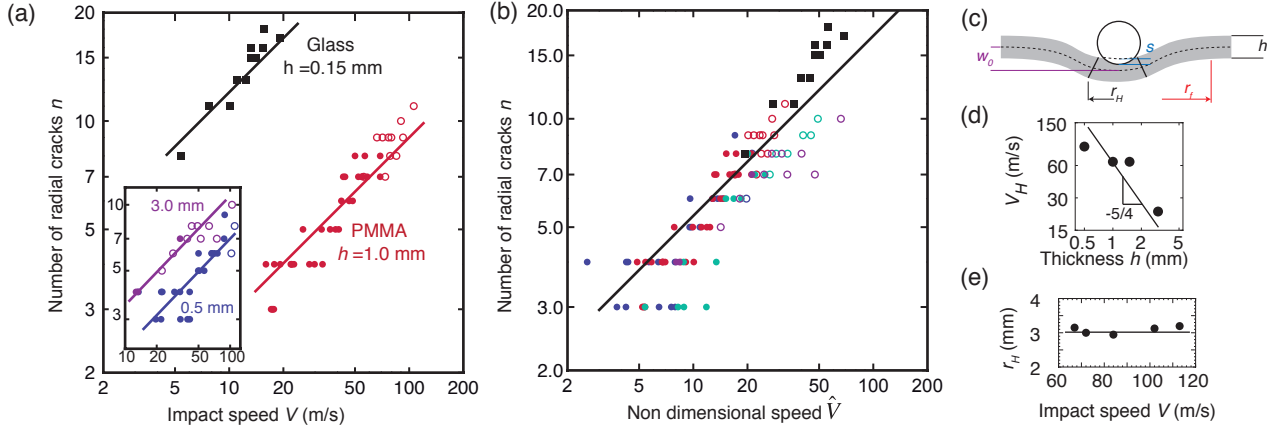 (a)
20
15
10
7
5
3
2
Number of radial cracks n
Glass
h =0.15 mm
PMMA
h=1.0 mm
10
7
5
3
3.0 mm
0.5 mm
10 20 50 100
2 5 10 20 50 100 200
Impact speed V (m/s)
(b)
20.0
15.0
10.0
7.0
5.0
3.0
2.0
Number of radial cracks n
2 5 10 20 50 100 200
Non dimensional speed V̂
(c)
w₀
s
h
r_H
r_f
(d)
150
60
30
15
V_H (m/s)
-5/4
0.5 1 2 5
Thickness h (mm)
(e)
4
3
2
r_H (mm)
60 80 100 120
Impact speed V (m/s)